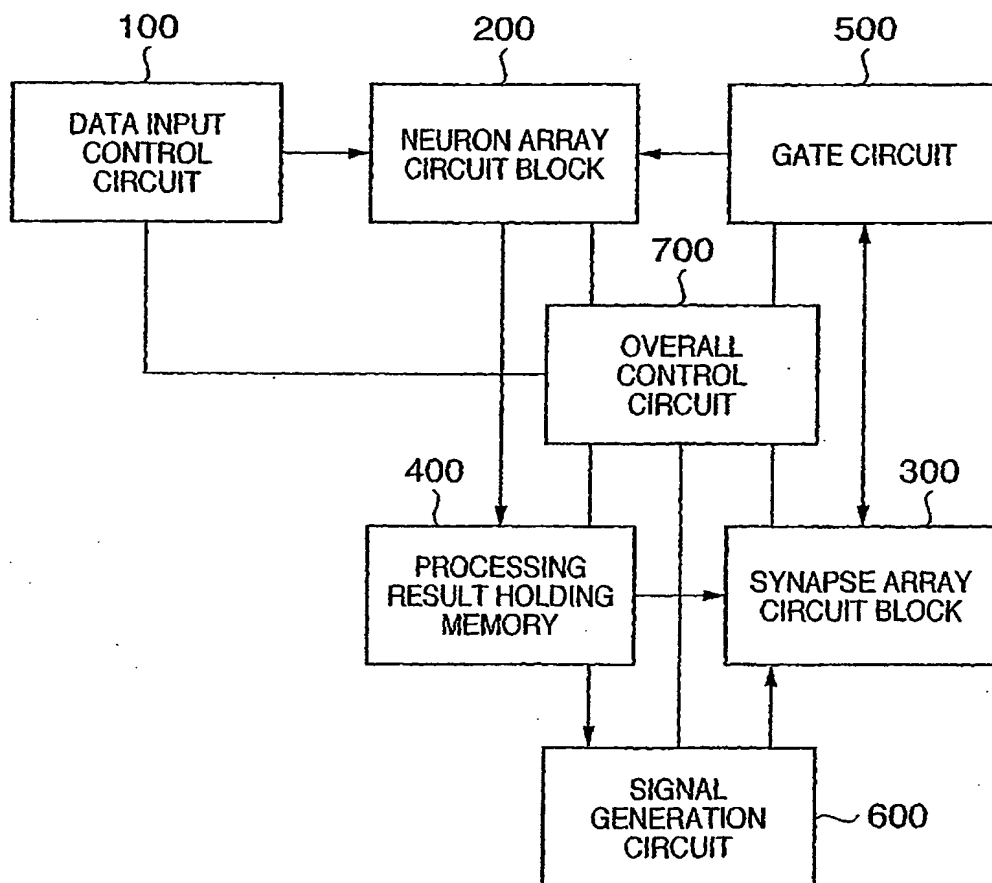 100
200
500
DATA INPUT
CONTROL
CIRCUIT
NEURON ARRAY
CIRCUIT BLOCK
GATE CIRCUIT
700
OVERALL
CONTROL
CIRCUIT
400
300
PROCESSING
RESULT HOLDING
MEMORY
SYNAPSE ARRAY
CIRCUIT BLOCK
SIGNAL
GENERATION
CIRCUIT
600